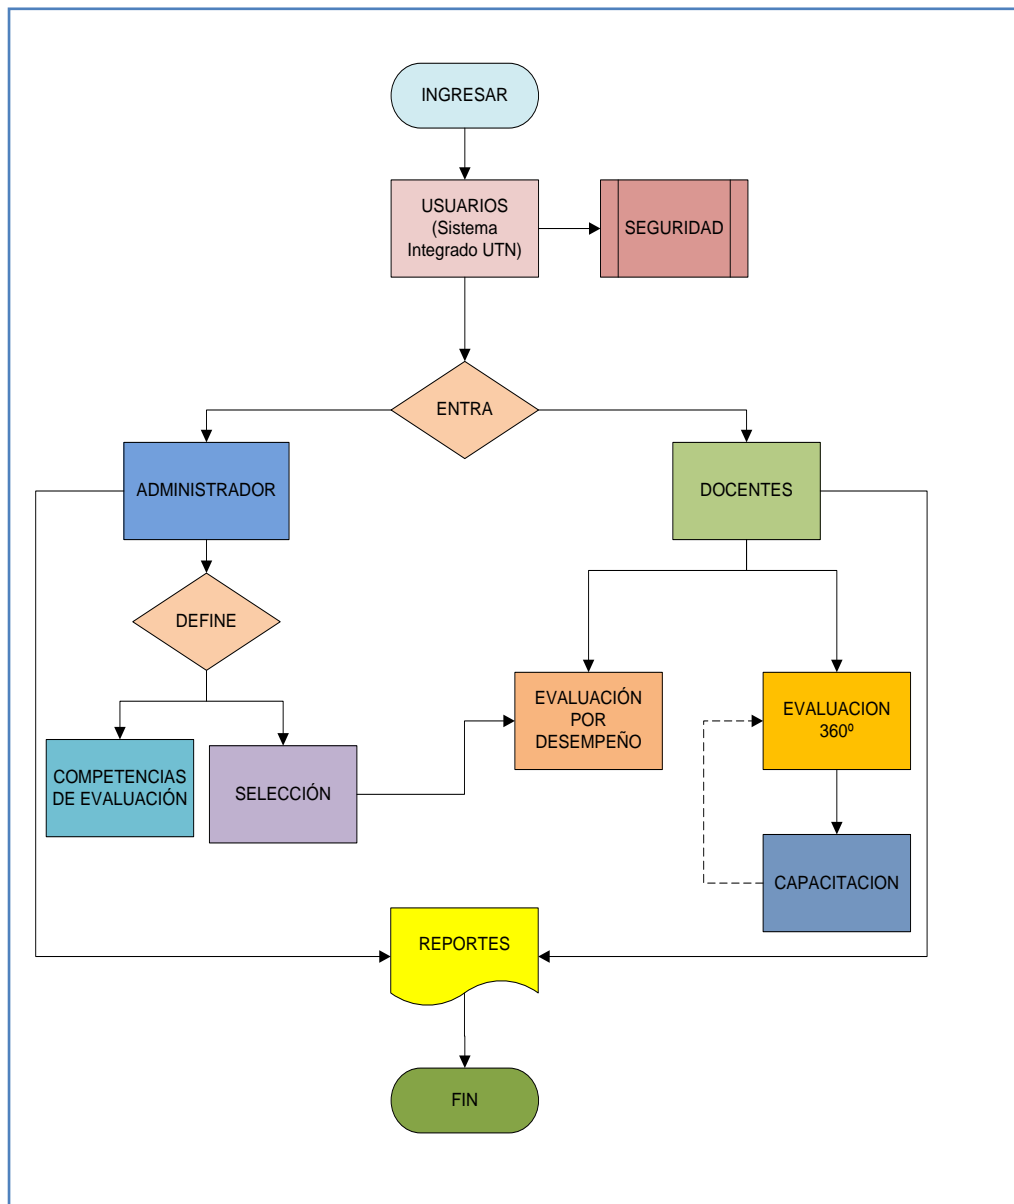 INGRESAR
USUARIOS
(Sistema
Integrado UTN)
SEGURIDAD
ENTRA
ADMINISTRADOR
DOCENTES
DEFINE
EVALUACIÓN
POR
DESEMPEÑO
EVALUACION
360º
COMPETENCIAS
DE EVALUACIÓN
SELECCIÓN
CAPACITACION
REPORTES
FIN